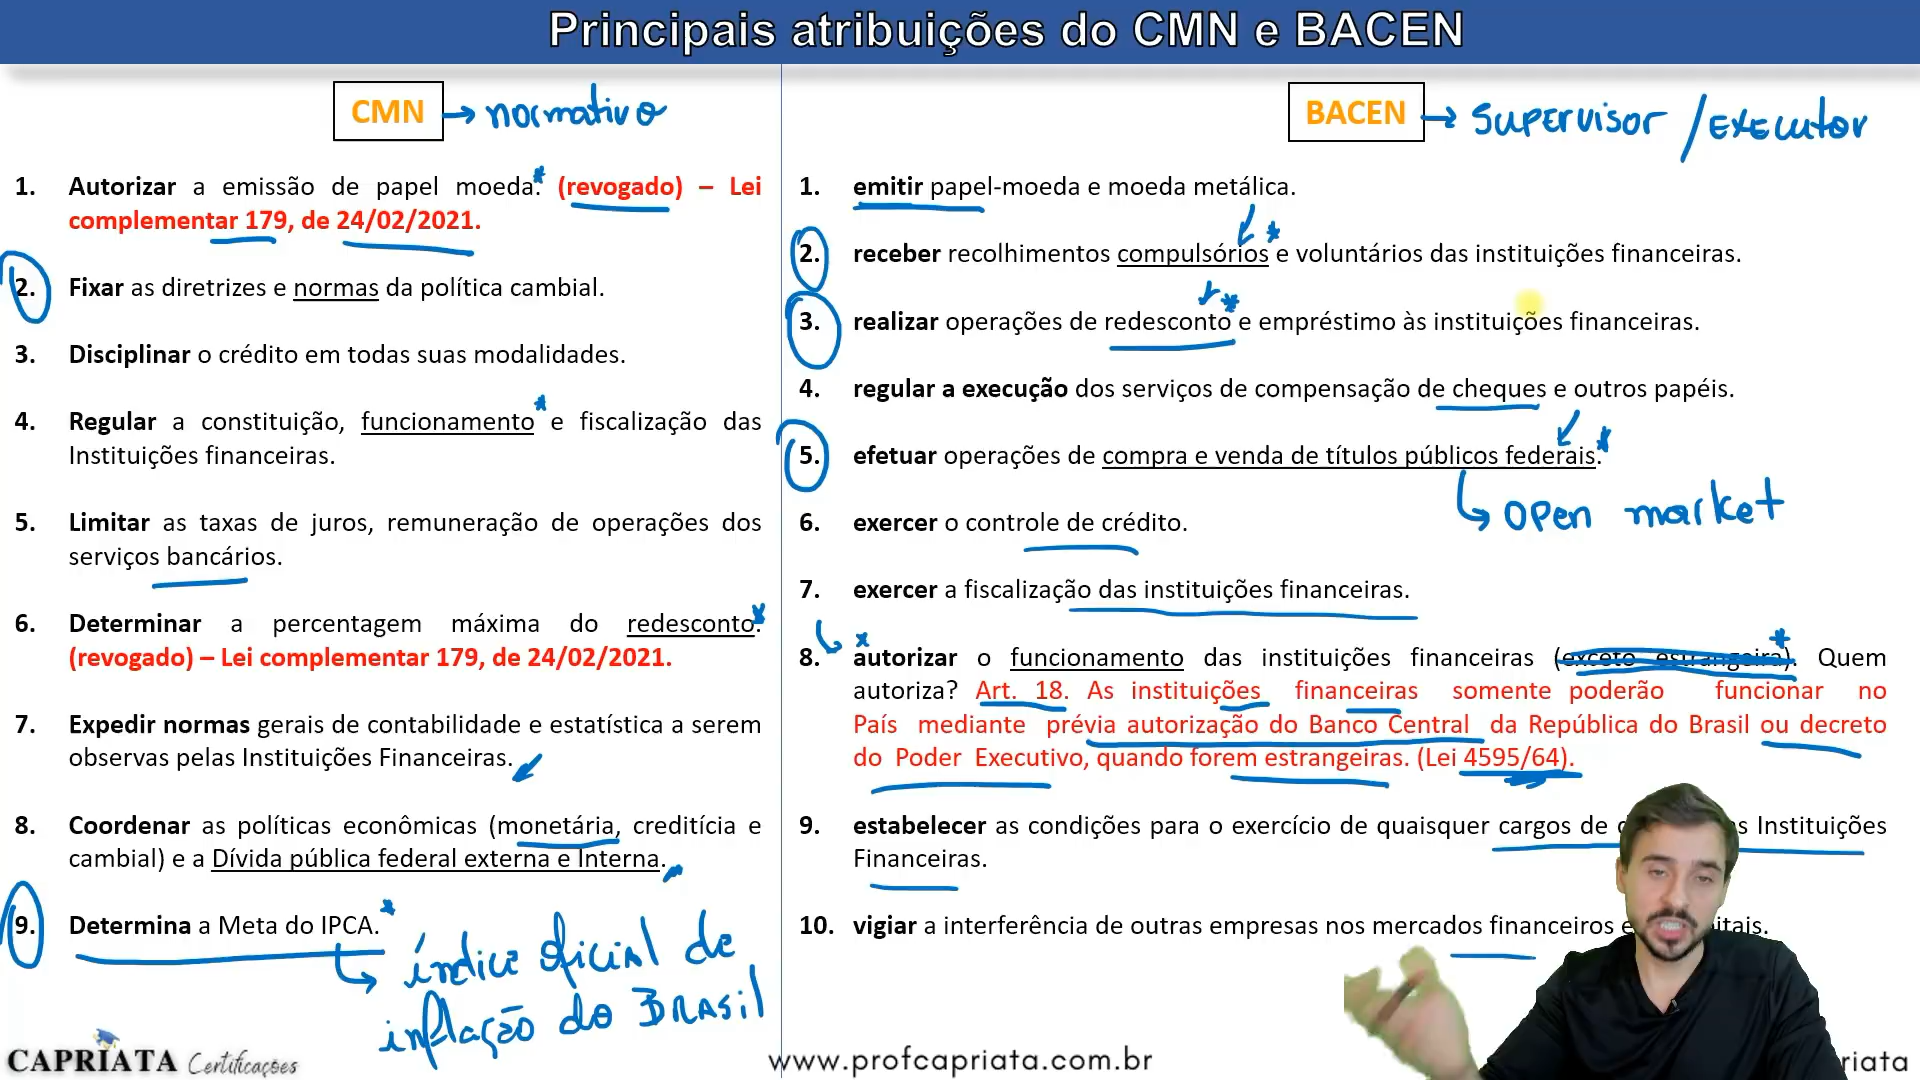 Principais atribuições do CMN e BACEN
CMN → normativo
1. Autorizar a emissão de papel moeda. (revogado) – Lei
complementar 179, de 24/02/2021.
2. Fixar as diretrizes e normas da política cambial.
3. Disciplinar o crédito em todas suas modalidades.
4. Regular a constituição, funcionamento e fiscalização das
Instituições financeiras.
5. Limitar as taxas de juros, remuneração de operações dos
serviços bancários.
6. Determinar a percentagem máxima do redesconto.
(revogado) – Lei complementar 179, de 24/02/2021.
7. Expedir normas gerais de contabilidade e estatística a serem
observas pelas Instituições Financeiras.
8. Coordenar as políticas econômicas (monetária, creditícia e
cambial) e a Dívida pública federal externa e Interna.
9. Determina a Meta do IPCA.
índice oficial de
inflação do BRASIL
BACEN → SUPERVISOR / EXECUTOR
1. emitir papel-moeda e moeda metálica.
2. receber recolhimentos compulsórios e voluntários das instituições financeiras.
3. realizar operações de redesconto e empréstimo às instituições financeiras.
4. regular a execução dos serviços de compensação de cheques e outros papéis.
5. efetuar operações de compra e venda de títulos públicos federais.
open market
6. exercer o controle de crédito.
7. exercer a fiscalização das instituições financeiras.
8. autorizar o funcionamento das instituições financeiras (exceto estrangeira). Quem
autoriza? Art. 18. As instituições financeiras somente poderão funcionar no
País mediante prévia autorização do Banco Central da República do Brasil ou decreto
do Poder Executivo, quando forem estrangeiras. (Lei 4595/64).
9. estabelecer as condições para o exercício de quaisquer cargos de Instituições
Financeiras.
10. vigiar a interferência de outras empresas nos mercados financeiros
CAPRIATA Certificações
www.profcapriata.com.br